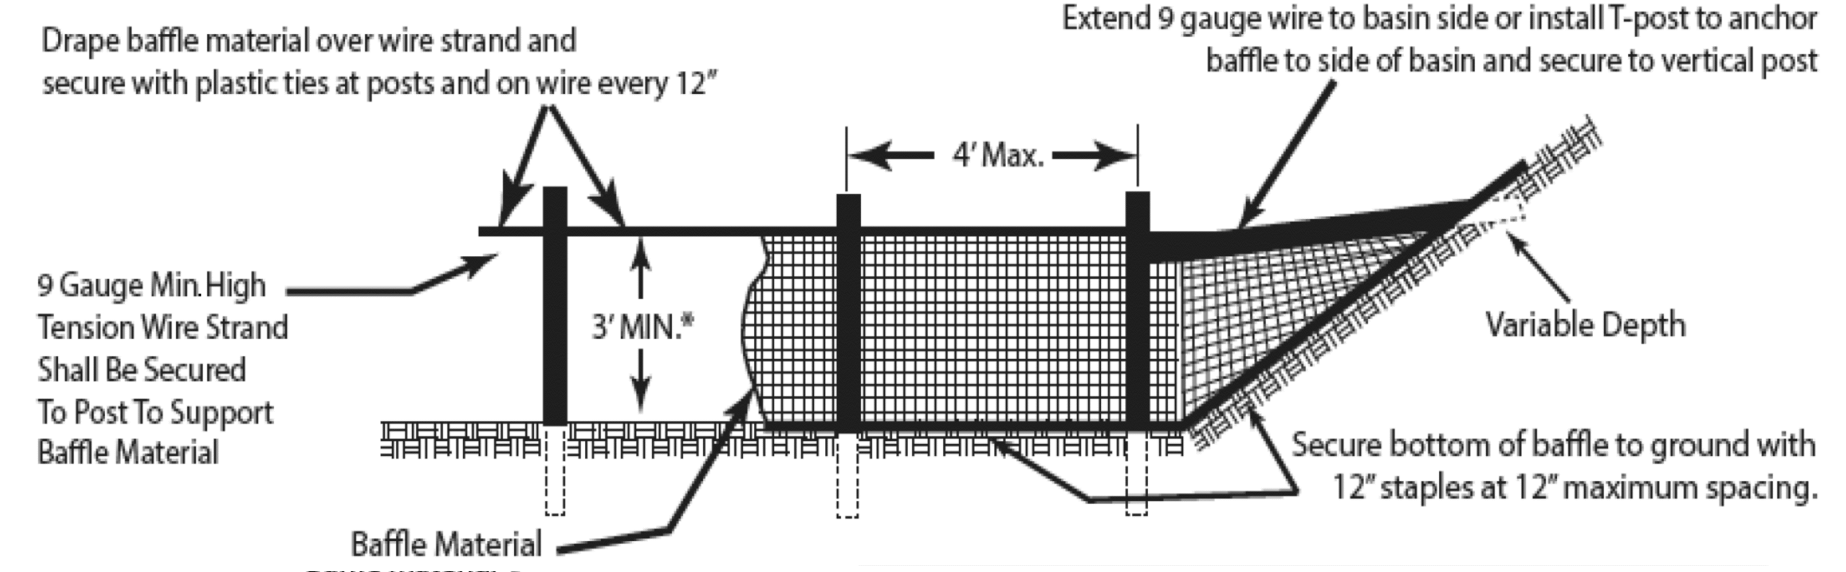 Drape baffle material over wire strand and
secure with plastic ties at posts and on wire every 12"
Extend 9 gauge wire to basin side or install T-post to anchor
baffle to side of basin and secure to vertical post
4' Max.
9 Gauge Min. High
Tension Wire Strand
Shall Be Secured
To Post To Support
Baffle Material
3' MIN.*
Variable Depth
Secure bottom of baffle to ground with
12" staples at 12" maximum spacing.
Baffle Material